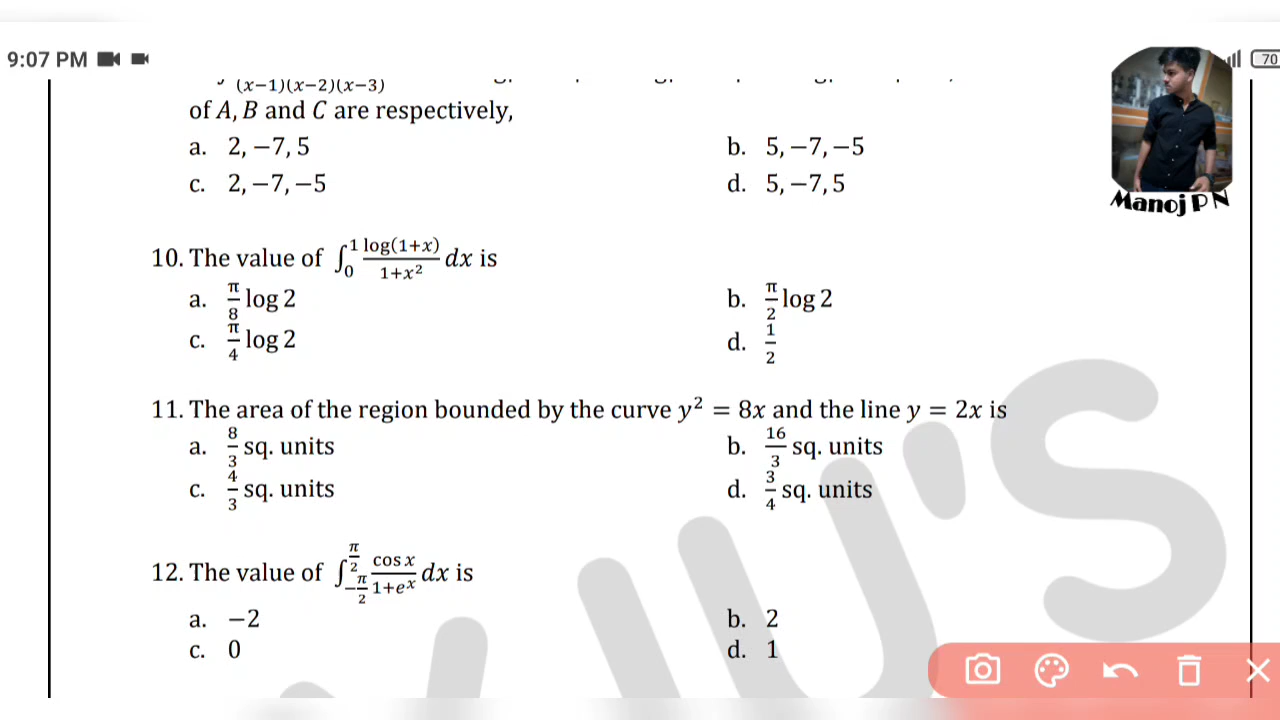 9:07 PM
70
(x−1)(x−2)(x−3)
of A, B and C are respectively,
a. 2, −7, 5
b. 5, −7, −5
c. 2, −7, −5
d. 5, −7, 5
Manoj P N
10. The value of ∫₀¹ log(1+x)/1+x² dx is
a. π/8 log 2
b. π/2 log 2
c. π/4 log 2
d. 1/2
11. The area of the region bounded by the curve y² = 8x and the line y = 2x is
a. 8/3 sq. units
b. 16/3 sq. units
c. 4/3 sq. units
d. 3/4 sq. units
12. The value of ∫_{−π/2}^{π/2} cos x/1+eˣ dx is
a. −2
b. 2
c. 0
d. 1
U'S